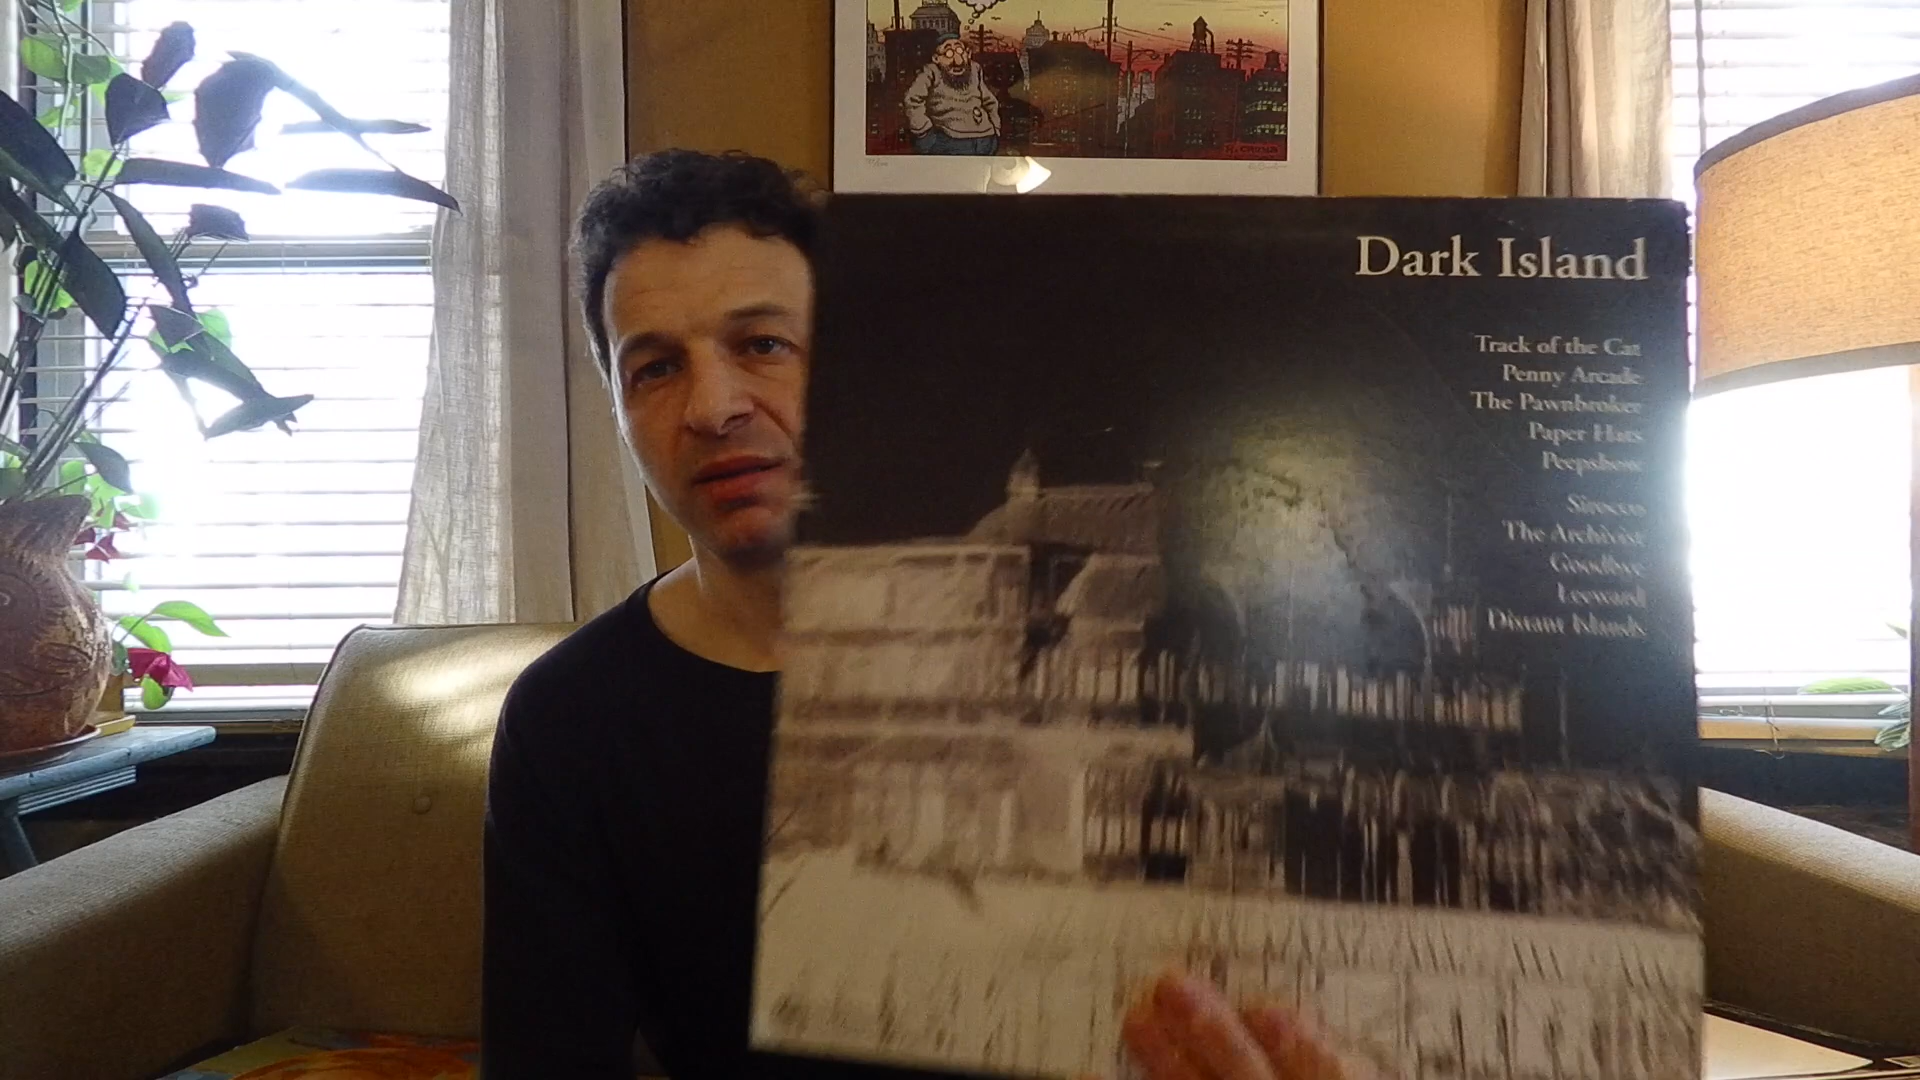 R. CRUMB
Dark Island
Track of the Cat
Penny Arcade
The Pawnbroker
Paper Hats
Peepshow
Sirocco
The Archivist
Goodbye
Leeward
Distant Islands